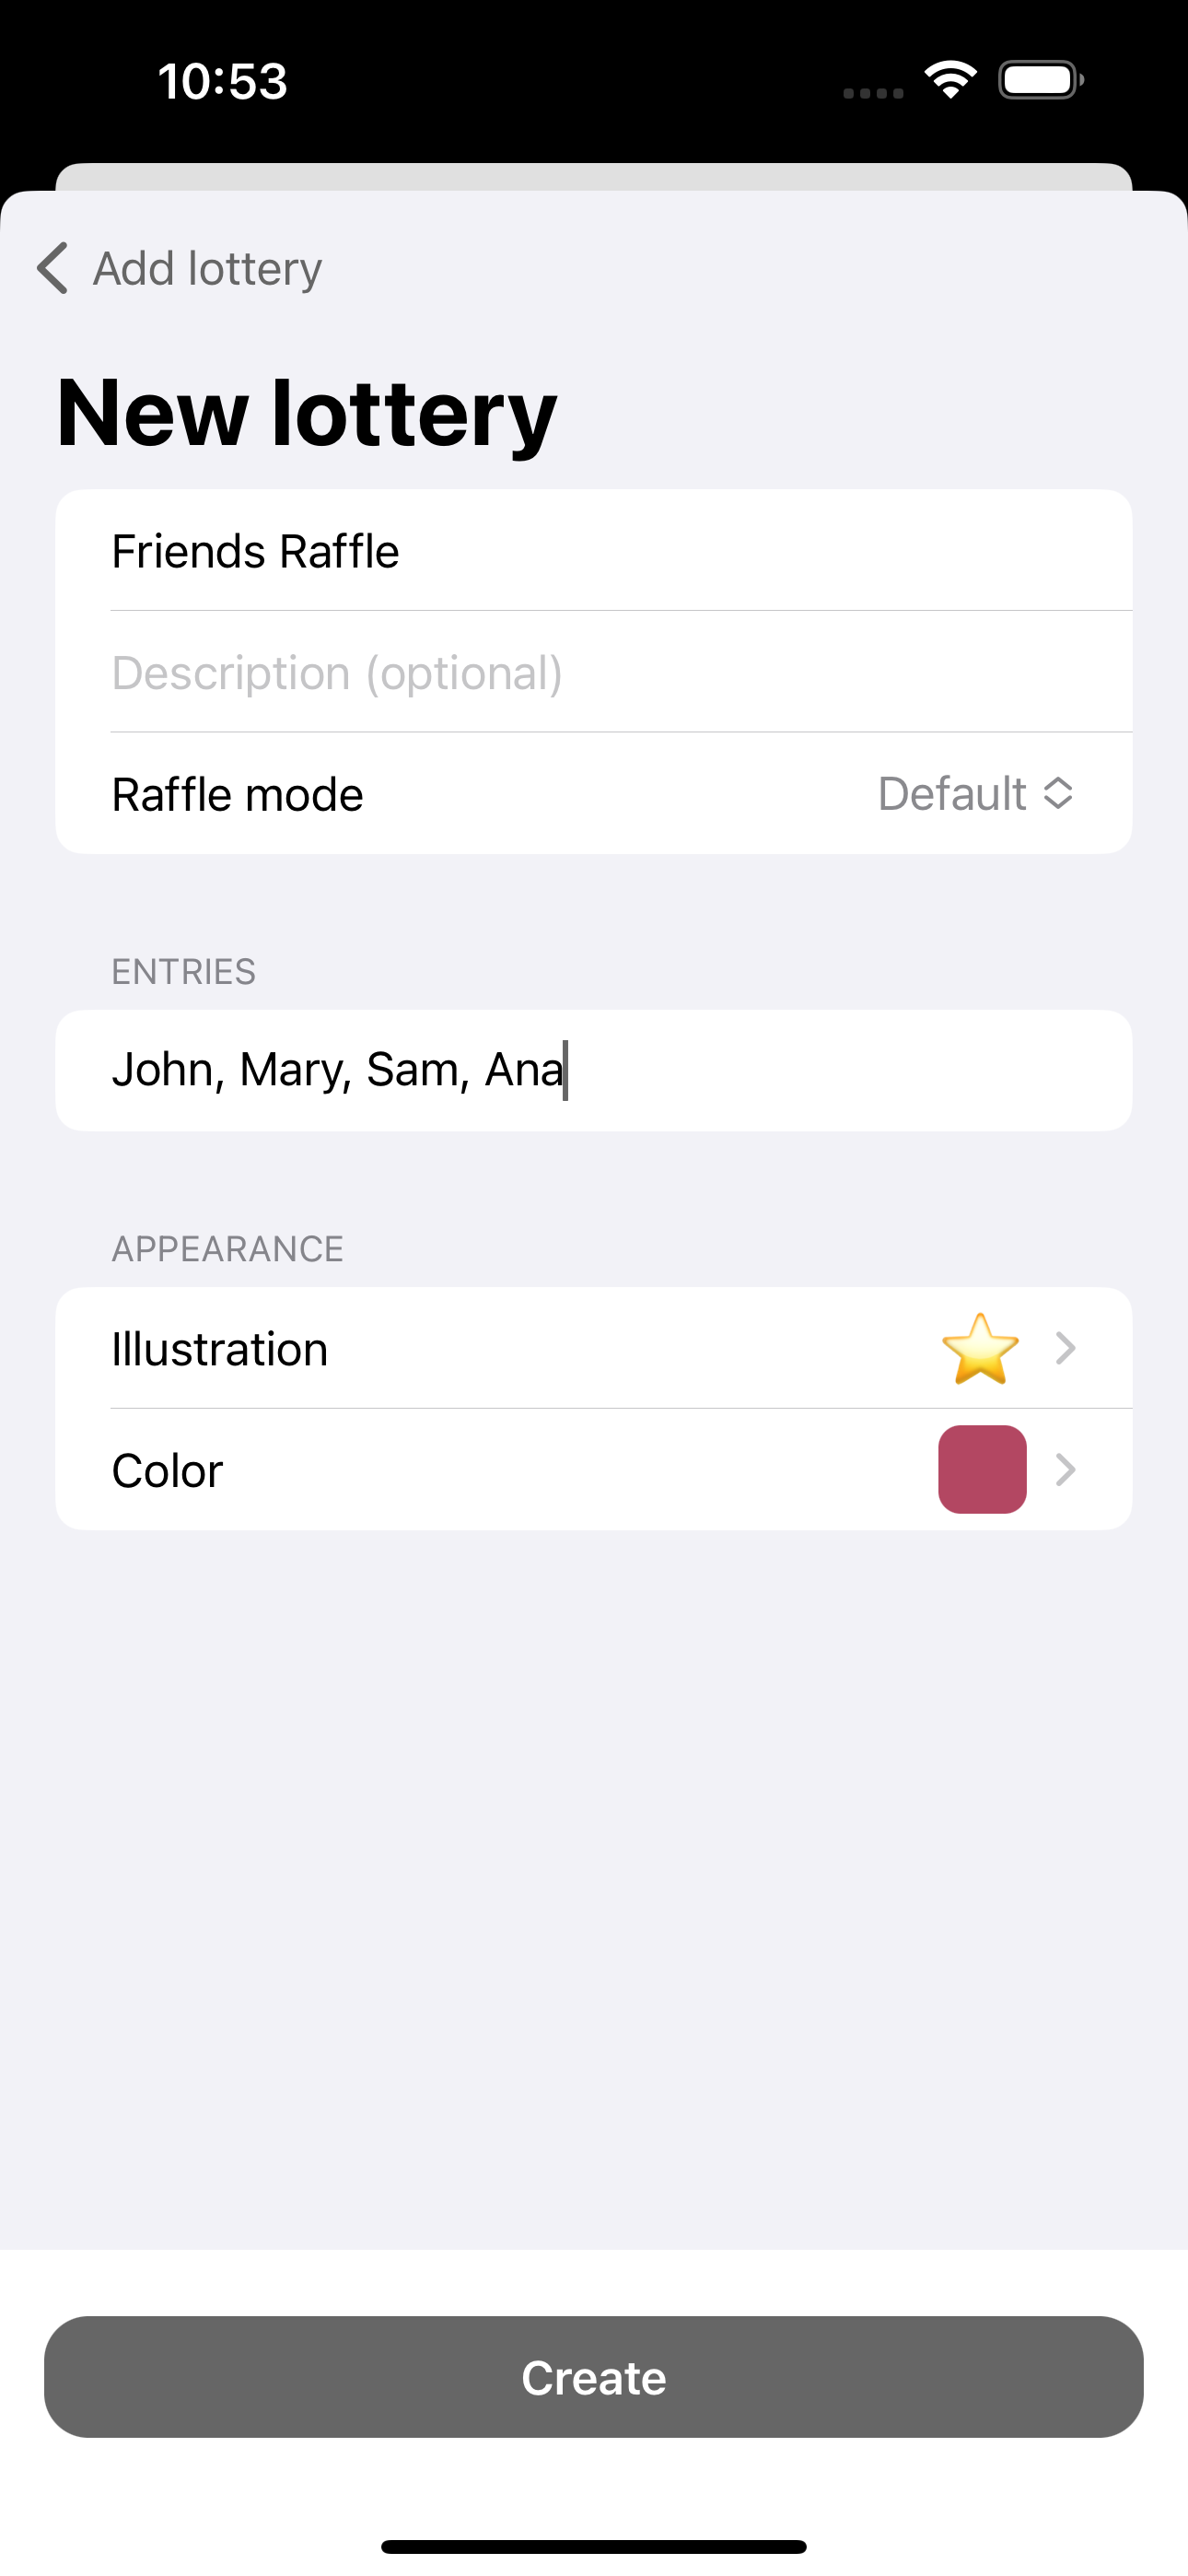 10:53
Add lottery
New lottery
Friends Raffle
Description (optional)
Raffle mode Default
ENTRIES
John, Mary, Sam, Ana
APPEARANCE
Illustration
Color
Create